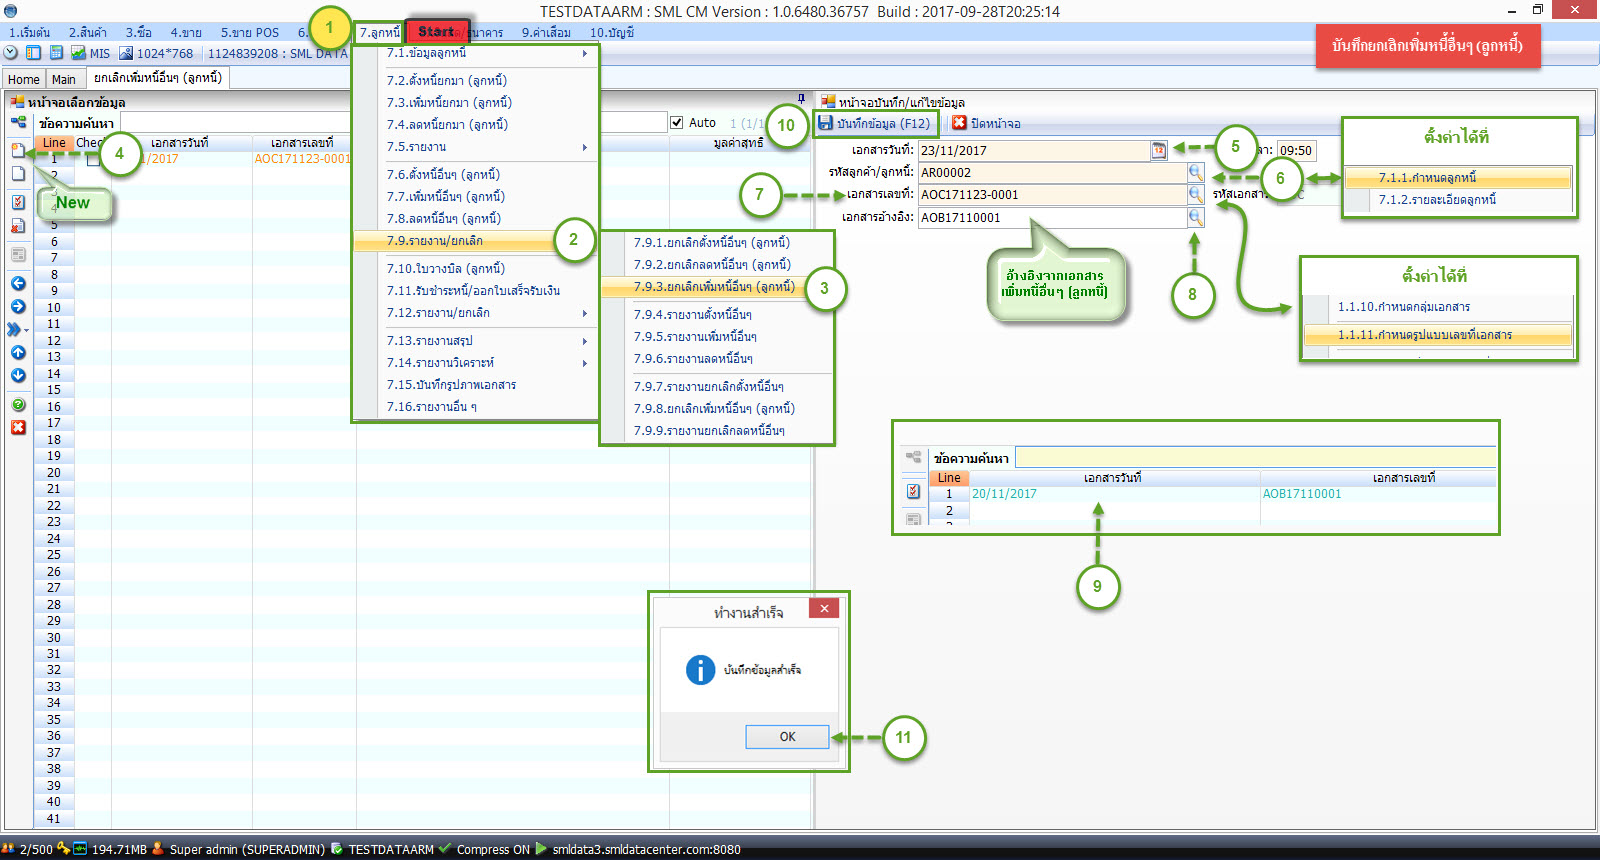 TESTDATAARM : SML CM Version : 1.0.6480.36757 Build : 2017-09-28T20:25:14
1.เริ่มต้น 2.สินค้า 3.ซื้อ 4.ขาย 5.ขาย POS 6. 7.ลูกหนี้ Start /ธนาคาร 9.ค่าเสื่อม 10.บัญชี
1
บันทึกยกเลิกเพิ่มหนี้อื่นๆ (ลูกหนี้)
MIS 1024*768 1124839208 : SML DATA
Home Main ยกเลิกเพิ่มหนี้อื่นๆ (ลูกหนี้)
หน้าจอเลือกข้อมูล
ข้อความค้นหา Auto 1 (1/1
Line Chec เอกสารวันที่ เอกสารเลขที่ มูลค่าสุทธิ
1 1/2017 AOC171123-0001
4
New
2
3
4
5
6
7
8
9
10
11
12
13
14
15
16
17
18
19
20
21
22
23
24
25
26
27
28
29
30
31
32
33
34
35
36
37
38
39
40
41
7.1.ข้อมูลลูกหนี้
7.2.ตั้งหนี้ยกมา (ลูกหนี้)
7.3.เพิ่มหนี้ยกมา (ลูกหนี้)
7.4.ลดหนี้ยกมา (ลูกหนี้)
7.5.รายงาน
7.6.ตั้งหนี้อื่นๆ (ลูกหนี้)
7.7.เพิ่มหนี้อื่นๆ (ลูกหนี้)
7.8.ลดหนี้อื่นๆ (ลูกหนี้)
7.9.รายงาน/ยกเลิก
2
7.10.ใบวางบิล (ลูกหนี้)
7.11.รับชำระหนี้/ออกใบเสร็จรับเงิน
7.12.รายงาน/ยกเลิก
7.13.รายงานสรุป
7.14.รายงานวิเคราะห์
7.15.บันทึกรูปภาพเอกสาร
7.16.รายงานอื่น ๆ
7.9.1.ยกเลิกตั้งหนี้อื่นๆ (ลูกหนี้)
7.9.2.ยกเลิกลดหนี้อื่นๆ (ลูกหนี้)
7.9.3.ยกเลิกเพิ่มหนี้อื่นๆ (ลูกหนี้)
3
7.9.4.รายงานตั้งหนี้อื่นๆ
7.9.5.รายงานเพิ่มหนี้อื่นๆ
7.9.6.รายงานลดหนี้อื่นๆ
7.9.7.รายงานยกเลิกตั้งหนี้อื่นๆ
7.9.8.ยกเลิกเพิ่มหนี้อื่นๆ (ลูกหนี้)
7.9.9.รายงานยกเลิกลดหนี้อื่นๆ
หน้าจอบันทึก/แก้ไขข้อมูล
10 บันทึกข้อมูล (F12) ปิดหน้าจอ
เอกสารวันที่: 23/11/2017 12 5 ลา: 09:50
รหัสลูกค้า/ลูกหนี้: AR00002 6
7 เอกสารเลขที่: AOC171123-0001 รหัสเอกสาร: C
เอกสารอ้างอิง: AOB17110001
อ้างอิงจากเอกสาร
เพิ่มหนี้อื่นๆ (ลูกหนี้)
8
ตั้งค่าได้ที่
7.1.1.กำหนดลูกหนี้
7.1.2.รายละเอียดลูกหนี้
ตั้งค่าได้ที่
1.1.10.กำหนดกลุ่มเอกสาร
1.1.11.กำหนดรูปแบบเลขที่เอกสาร
ข้อความค้นหา
Line เอกสารวันที่ เอกสารเลขที่
1 20/11/2017 AOB17110001
2
9
ทำงานสำเร็จ
บันทึกข้อมูลสำเร็จ
OK
11
2/500 194.71MB Super admin (SUPERADMIN) TESTDATAARM Compress ON smldata3.smldatacenter.com:8080